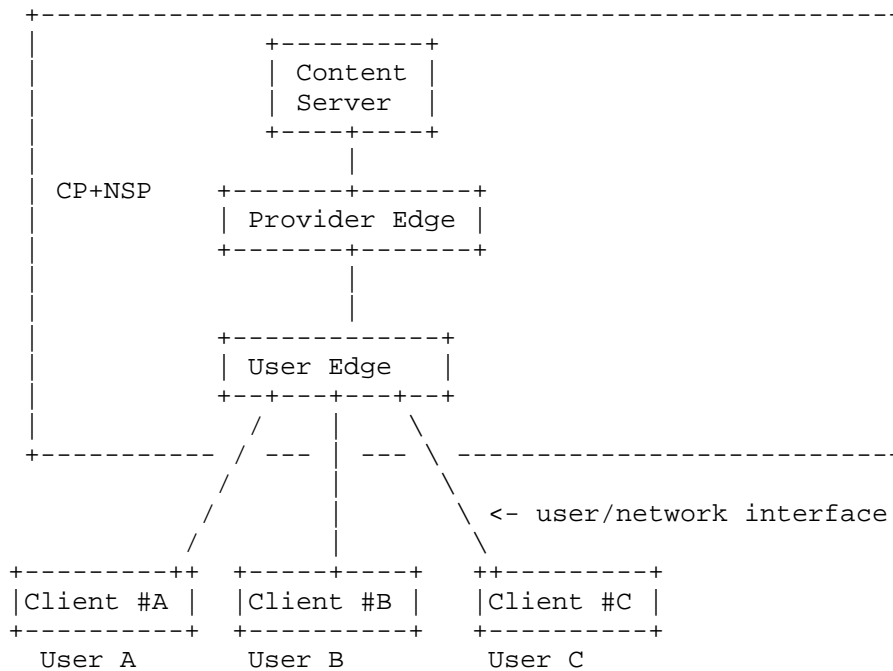 Content
Server
CP+NSP
Provider Edge
User Edge
<- user/network interface
Client #A
Client #B
Client #C
User A
User B
User C